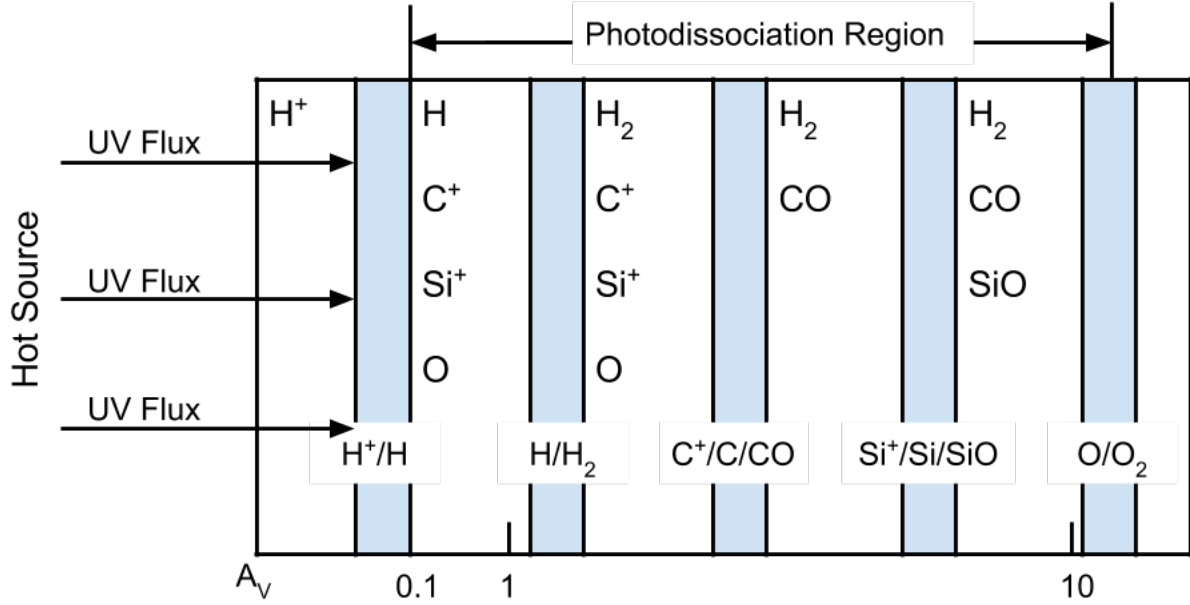 Photodissociation Region
H⁺ H H₂ H₂ H₂
UV Flux
C⁺ C⁺ CO CO
Hot Source
UV Flux
Si⁺ Si⁺ SiO
O O
UV Flux
H⁺/H H/H₂ C⁺/C/CO Si⁺/Si/SiO O/O₂
Aᵥ 0.1 1 10